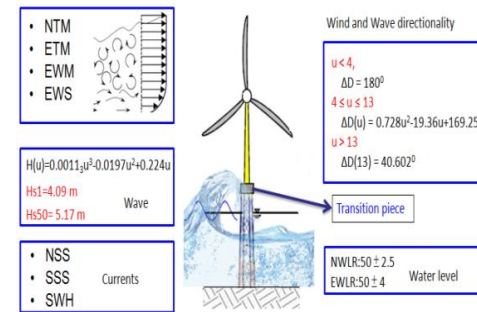 • NTM
• ETM
• EWM
• EWS
H(u)=0.0011₃u³-0.0197u²+0.224u
Hs1=4.09 m
Wave
Hs50= 5.17 m
• NSS
• SSS
Currents
• SWH
Wind and Wave directionality
u < 4,
ΔD = 180⁰
4 ≤ u ≤ 13
ΔD(u) = 0.728u²-19.36u+169.25
u > 13
ΔD(13) = 40.602⁰
Transition piece
NWLR:50 ± 2.5
EWLR:50 ± 4
Water level